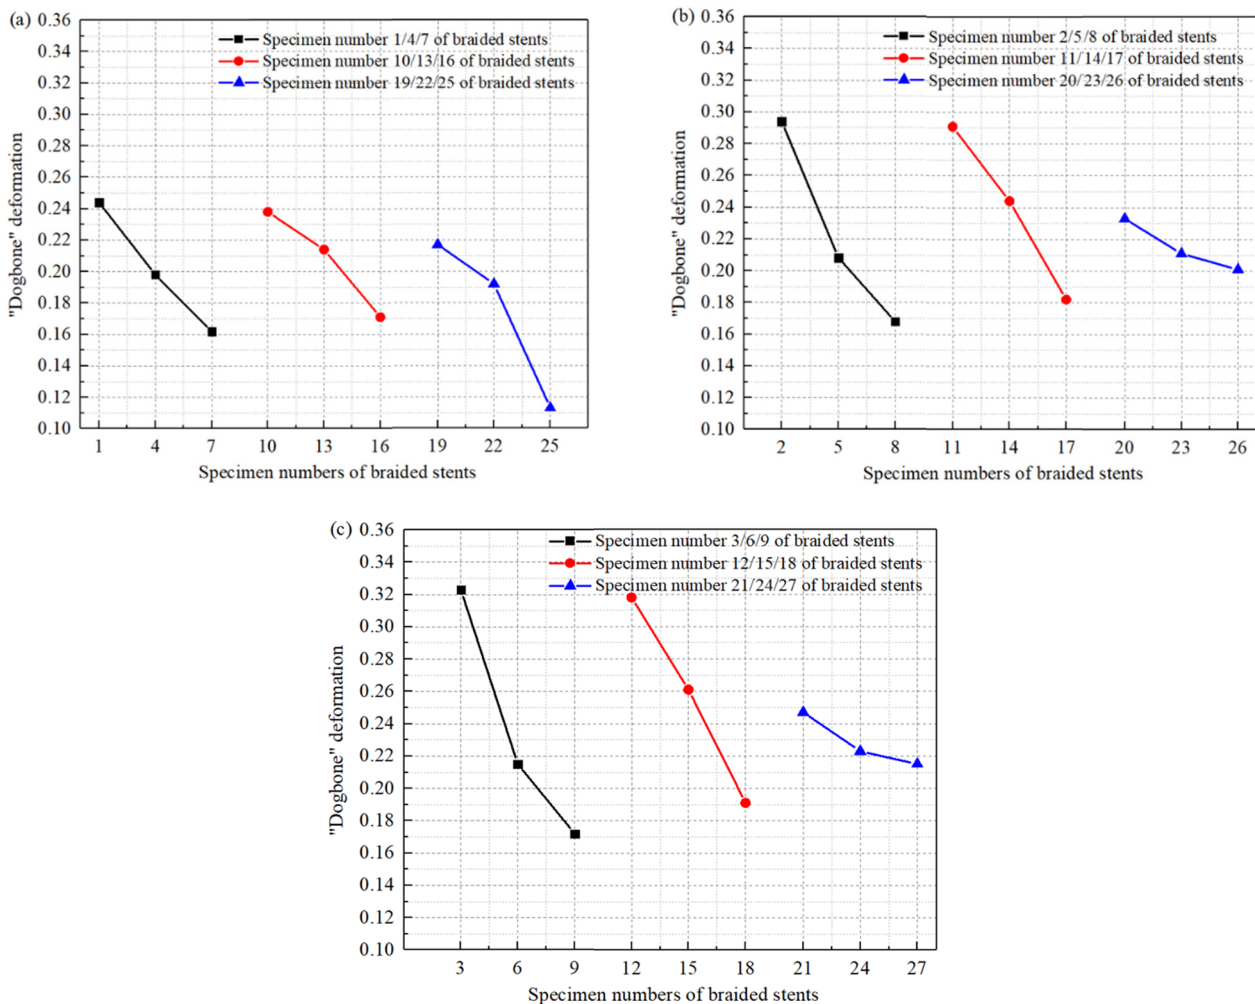 (a)
0.36
0.34
0.32
0.30
0.28
0.26
0.24
0.22
0.20
0.18
0.16
0.14
0.12
0.10
"Dogbone" deformation
Specimen number 1/4/7 of braided stents
Specimen number 10/13/16 of braided stents
Specimen number 19/22/25 of braided stents
1 4 7 10 13 16 19 22 25
Specimen numbers of braided stents
(b)
0.36
0.34
0.32
0.30
0.28
0.26
0.24
0.22
0.20
0.18
0.16
0.14
0.12
0.10
"Dogbone" deformation
Specimen number 2/5/8 of braided stents
Specimen number 11/14/17 of braided stents
Specimen number 20/23/26 of braided stents
2 5 8 11 14 17 20 23 26
Specimen numbers of braided stents
(c)
0.36
0.34
0.32
0.30
0.28
0.26
0.24
0.22
0.20
0.18
0.16
0.14
0.12
0.10
"Dogbone" deformation
Specimen number 3/6/9 of braided stents
Specimen number 12/15/18 of braided stents
Specimen number 21/24/27 of braided stents
3 6 9 12 15 18 21 24 27
Specimen numbers of braided stents